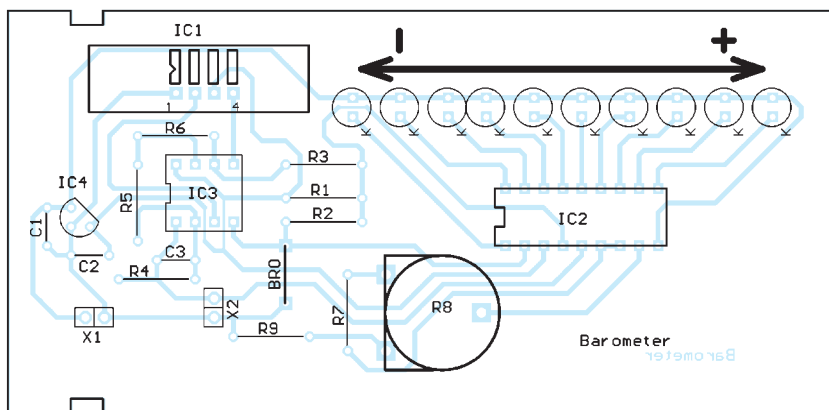 IC1
- +
1 4
K K K K K K K K K K
R6
R3
IC4
R5
IC3
R1
IC2
C1
R2
C2
C3
R4
BR0
X2
R7
R8
X1
R9
Barometer
Barometer